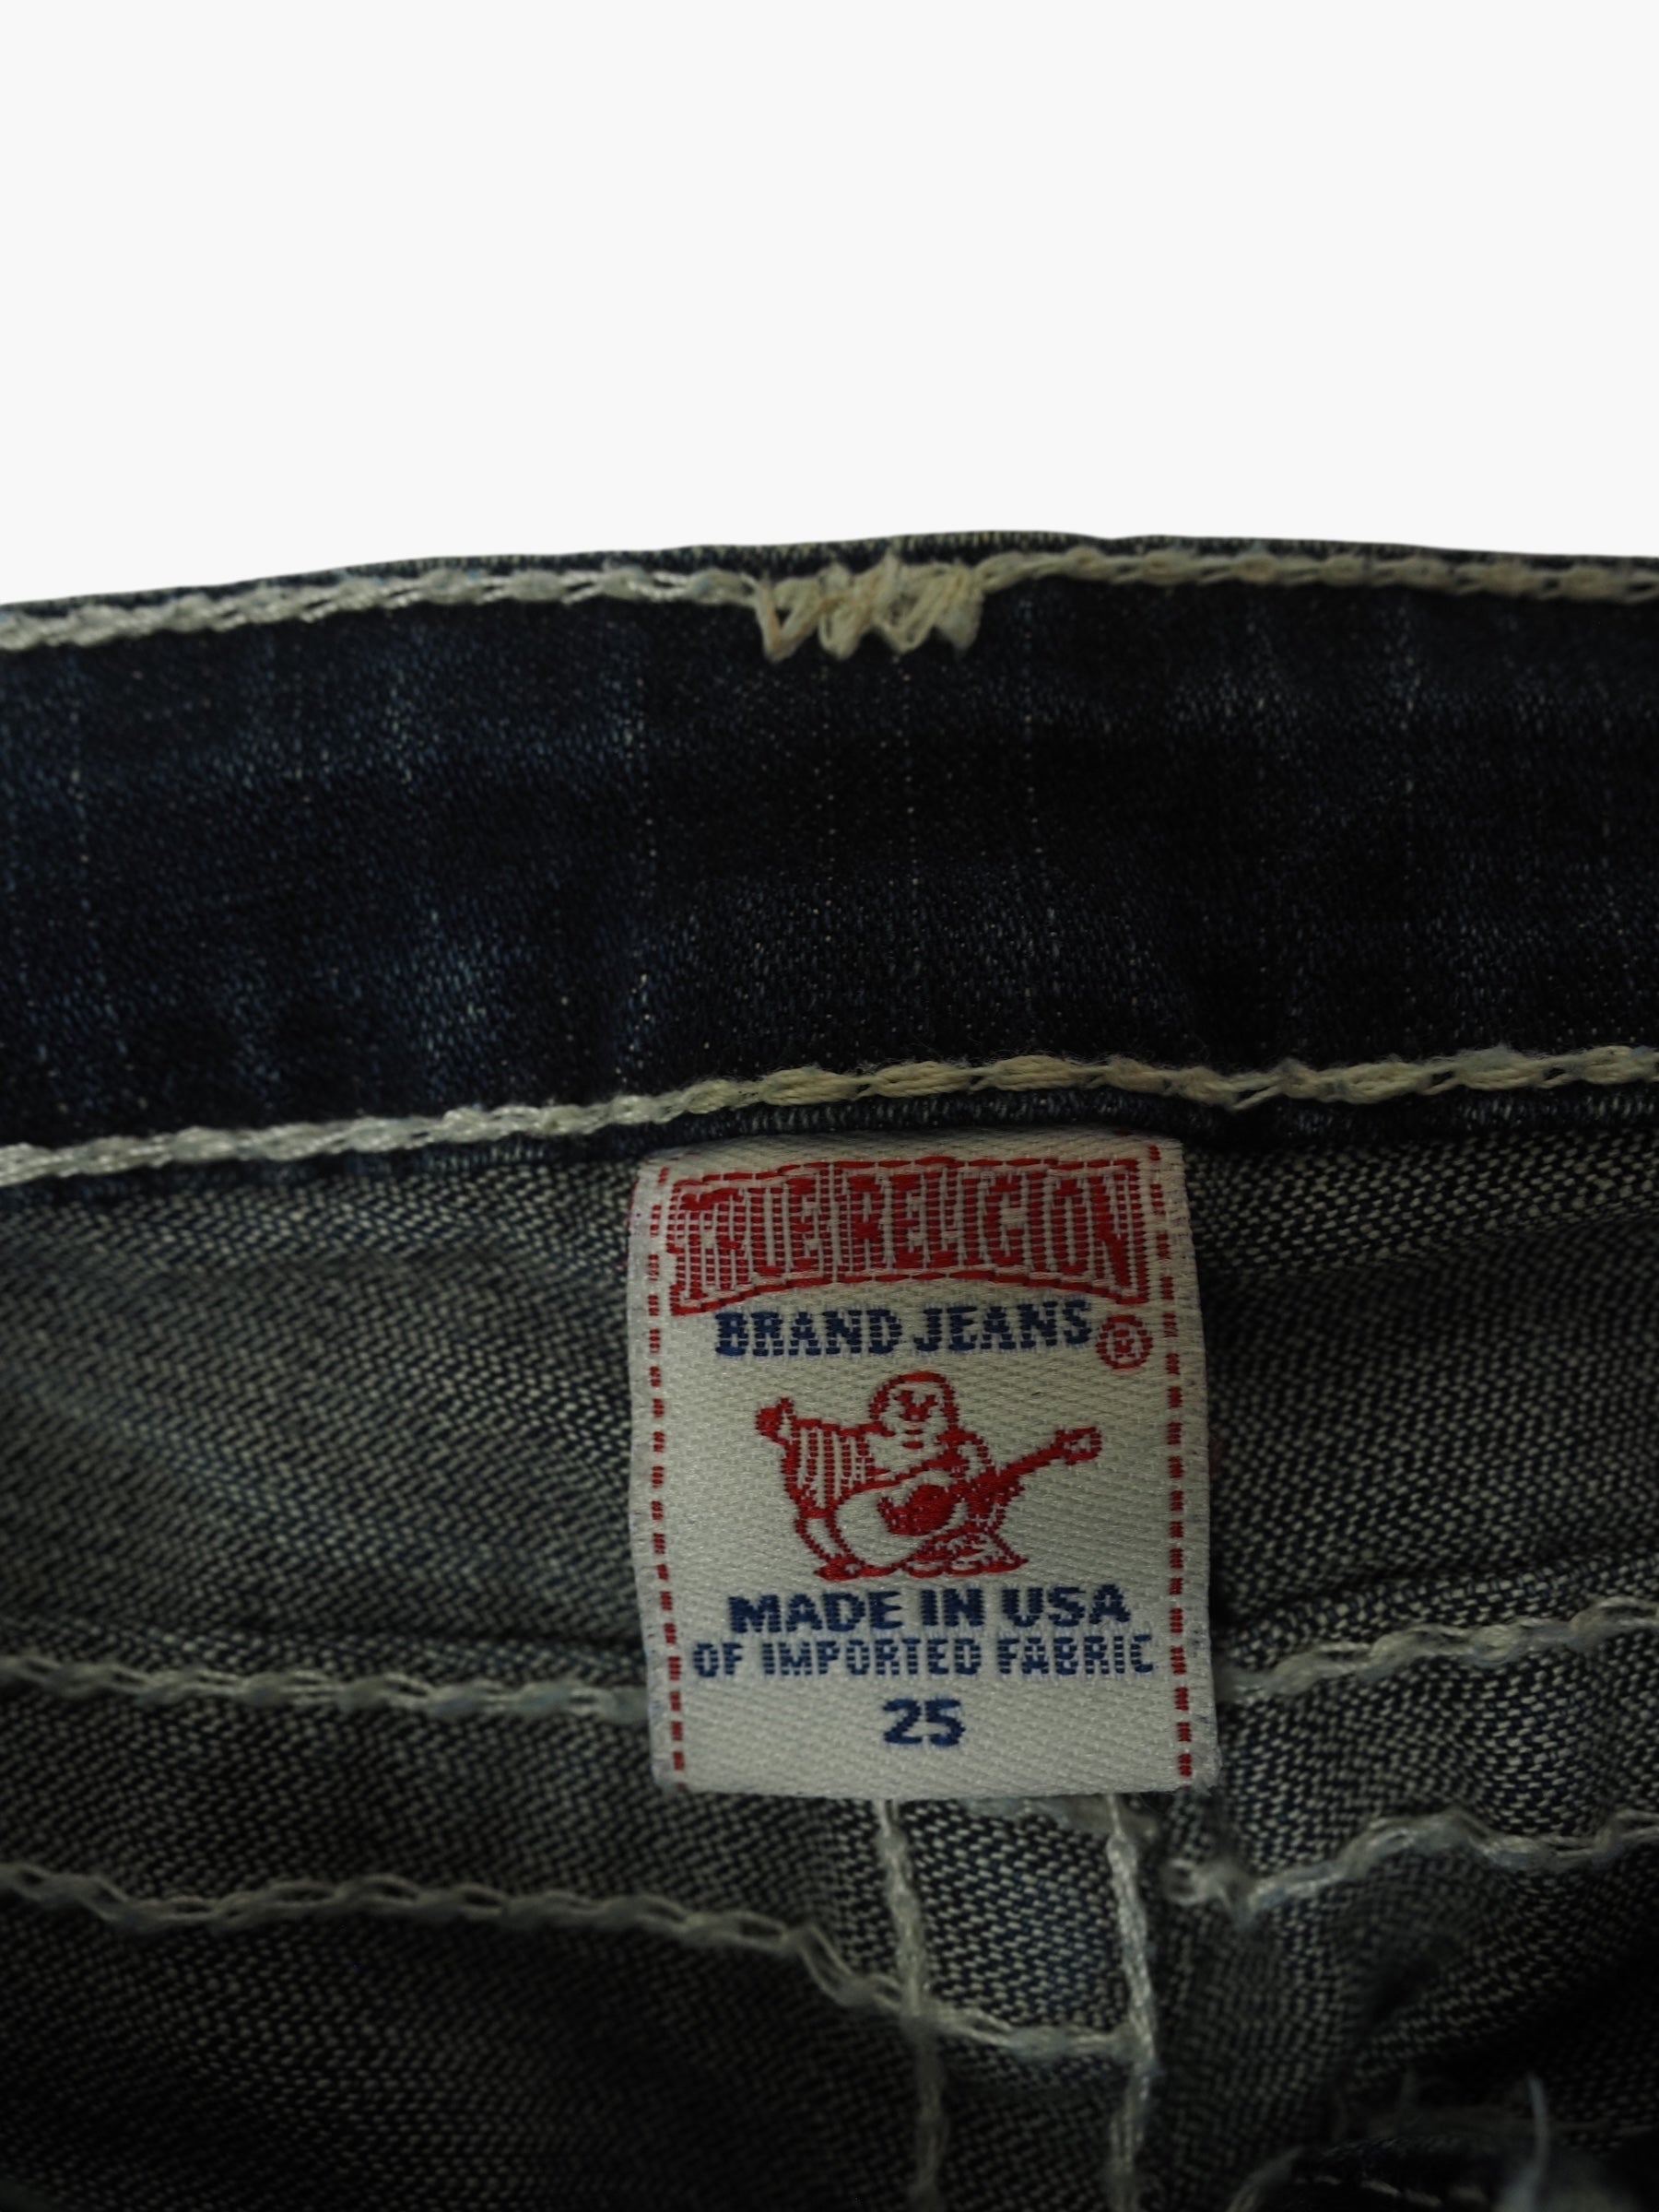 TRUE RELIGION
BRAND JEANS ®
MADE IN USA
OF IMPORTED FABRIC
25